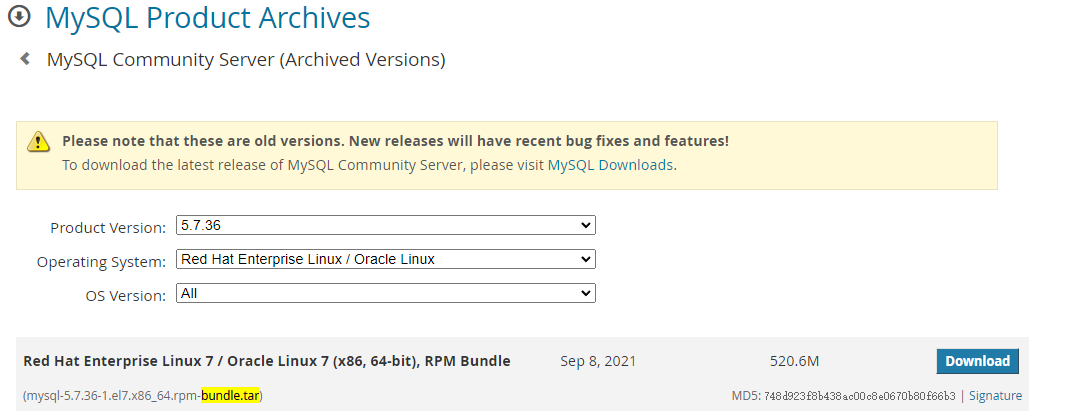 MySQL Product Archives
MySQL Community Server (Archived Versions)
Please note that these are old versions. New releases will have recent bug fixes and features!
To download the latest release of MySQL Community Server, please visit MySQL Downloads.
Product Version: 5.7.36
Operating System: Red Hat Enterprise Linux / Oracle Linux
OS Version: All
Red Hat Enterprise Linux 7 / Oracle Linux 7 (x86, 64-bit), RPM Bundle Sep 8, 2021 520.6M Download
(mysql-5.7.36-1.el7.x86_64.rpm-bundle.tar) MD5: 748d923f8b438ac00c8e0670b80f66b3 | Signature